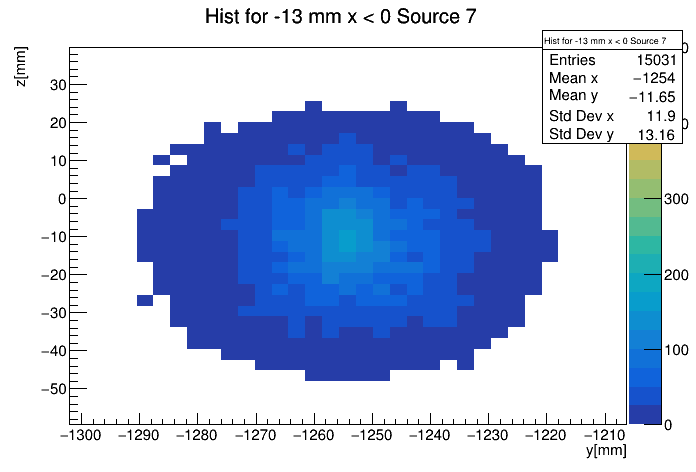 Hist for -13 mm x < 0 Source 7
z[mm]
Hist for -13 mm x < 0 Source 7
Entries 15031
Mean x −1254
Mean y −11.65
Std Dev x 11.9
Std Dev y 13.16
30
20
10
0
−10
−20
−30
−40
−50
0
0
300
200
100
0
−1300 −1290 −1280 −1270 −1260 −1250 −1240 −1230 −1220 −1210
y[mm]